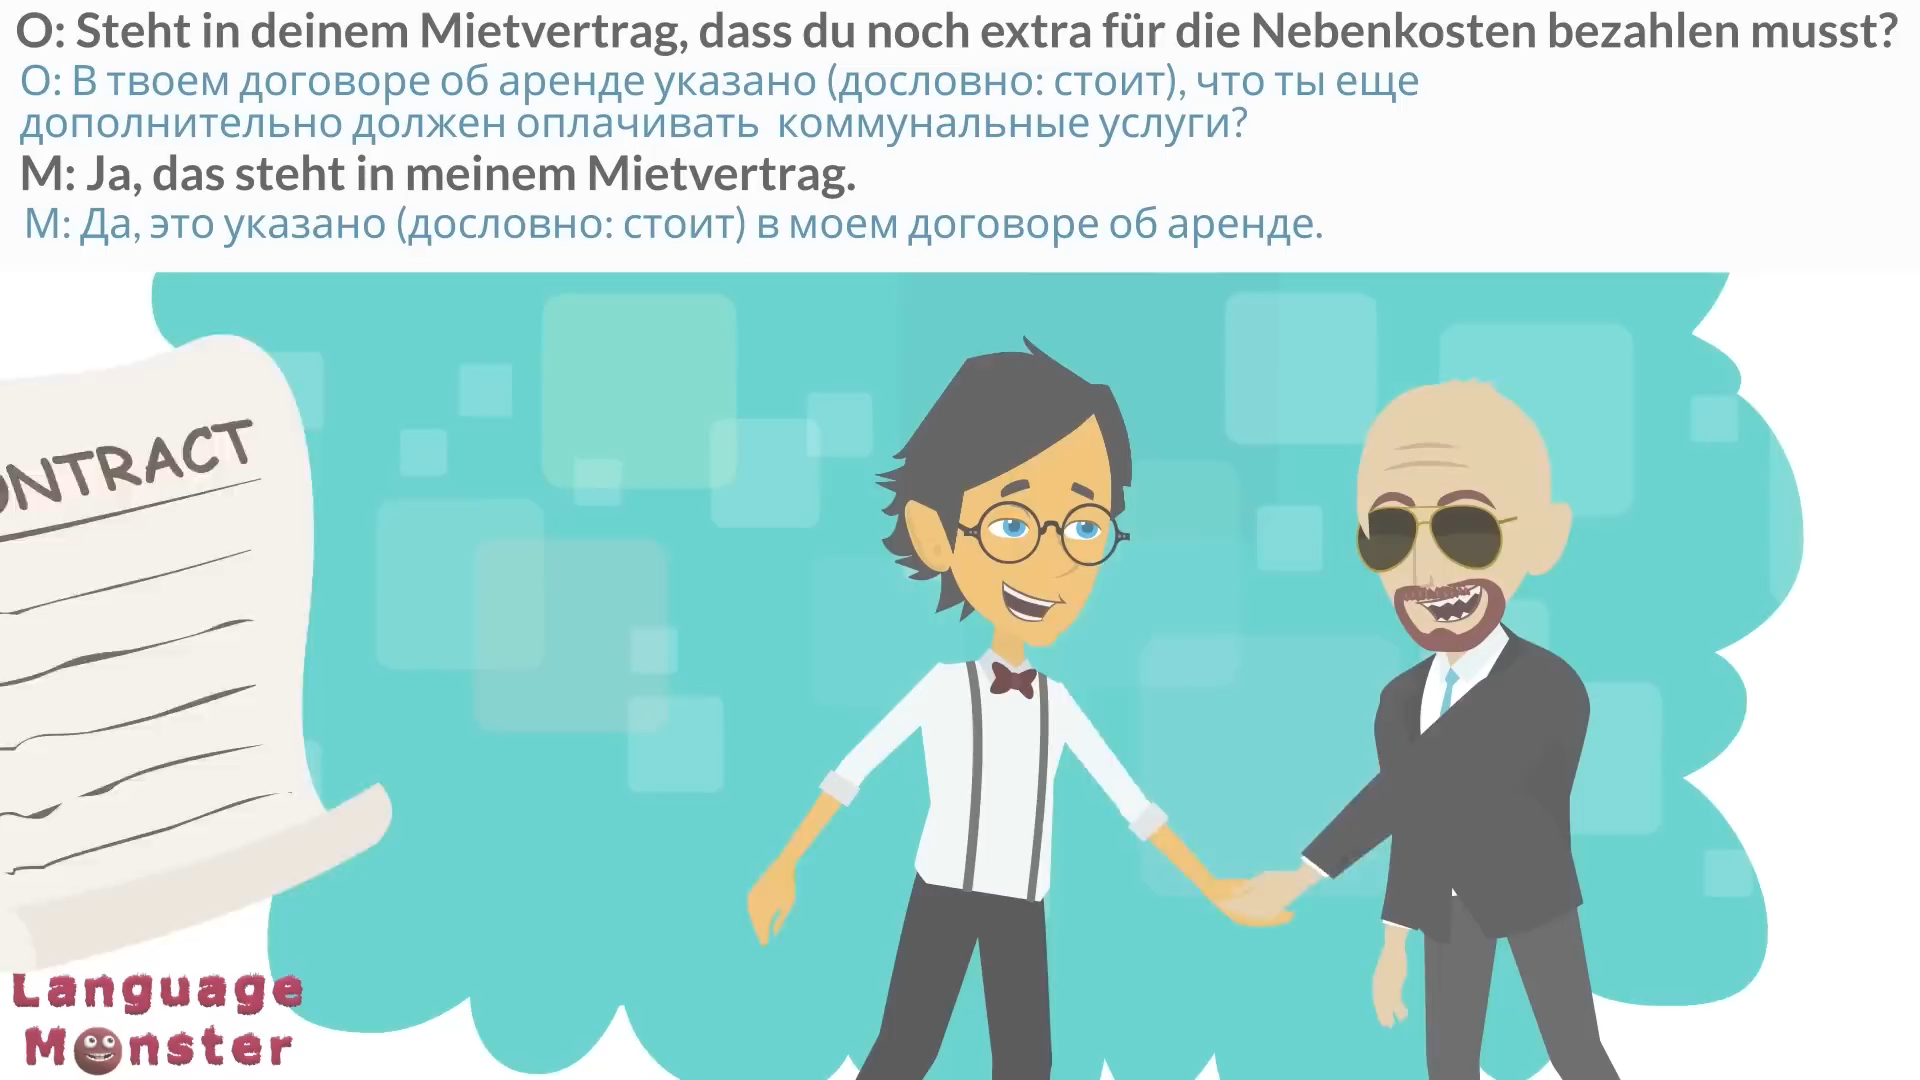 O: Steht in deinem Mietvertrag, dass du noch extra für die Nebenkosten bezahlen musst?
О: В твоем договоре об аренде указано (дословно: стоит), что ты еще
дополнительно должен оплачивать коммунальные услуги?
M: Ja, das steht in meinem Mietvertrag.
М: Да, это указано (дословно: стоит) в моем договоре об аренде.
ONTRACT
Language
Monster